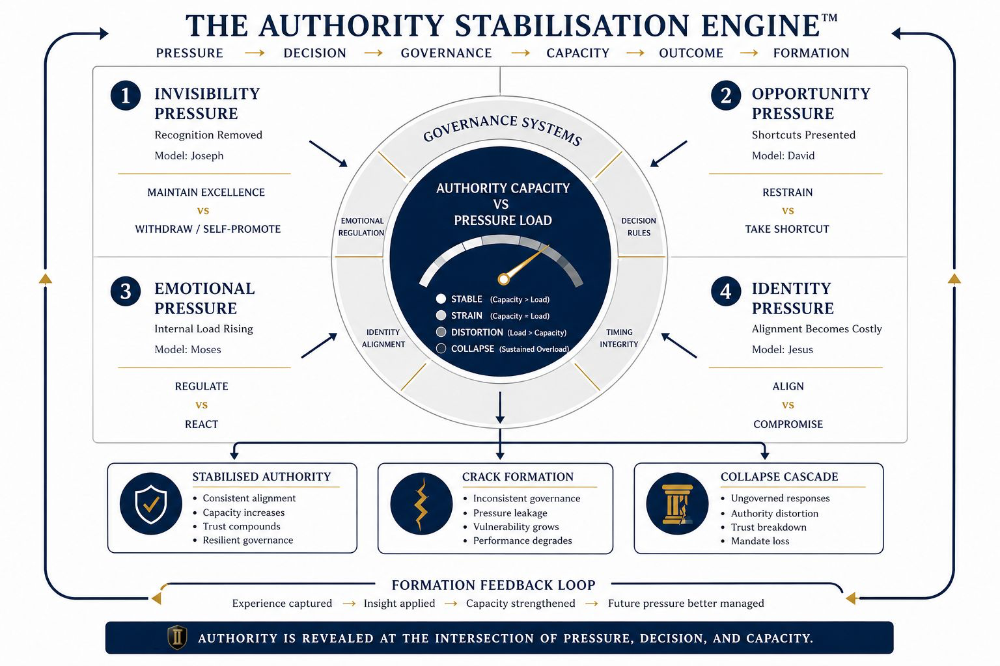 THE AUTHORITY STABILISATION ENGINE™
PRESSURE → DECISION → GOVERNANCE → CAPACITY → OUTCOME → FORMATION
1
INVISIBILITY
PRESSURE
Recognition Removed
Model: Joseph
MAINTAIN EXCELLENCE
VS
WITHDRAW / SELF-PROMOTE
2
OPPORTUNITY
PRESSURE
Shortcuts Presented
Model: David
RESTRAIN
VS
TAKE SHORTCUT
GOVERNANCE SYSTEMS
EMOTIONAL
REGULATION
DECISION
RULES
IDENTITY
ALIGNMENT
TIMING
INTEGRITY
AUTHORITY CAPACITY
VS
PRESSURE LOAD
STABLE (Capacity > Load)
STRAIN (Capacity ≈ Load)
DISTORTION (Load > Capacity)
COLLAPSE (Sustained Overload)
3
EMOTIONAL
PRESSURE
Internal Load Rising
Model: Moses
REGULATE
VS
REACT
4
IDENTITY
PRESSURE
Alignment Becomes Costly
Model: Jesus
ALIGN
VS
COMPROMISE
STABILISED AUTHORITY
• Consistent alignment
• Capacity increases
• Trust compounds
• Resilient governance
CRACK FORMATION
• Inconsistent governance
• Pressure leakage
• Vulnerability grows
• Performance degrades
COLLAPSE CASCADE
• Ungoverned responses
• Authority distortion
• Trust breakdown
• Mandate loss
FORMATION FEEDBACK LOOP
Experience captured → Insight applied → Capacity strengthened → Future pressure better managed
AUTHORITY IS REVEALED AT THE INTERSECTION OF PRESSURE, DECISION, AND CAPACITY.